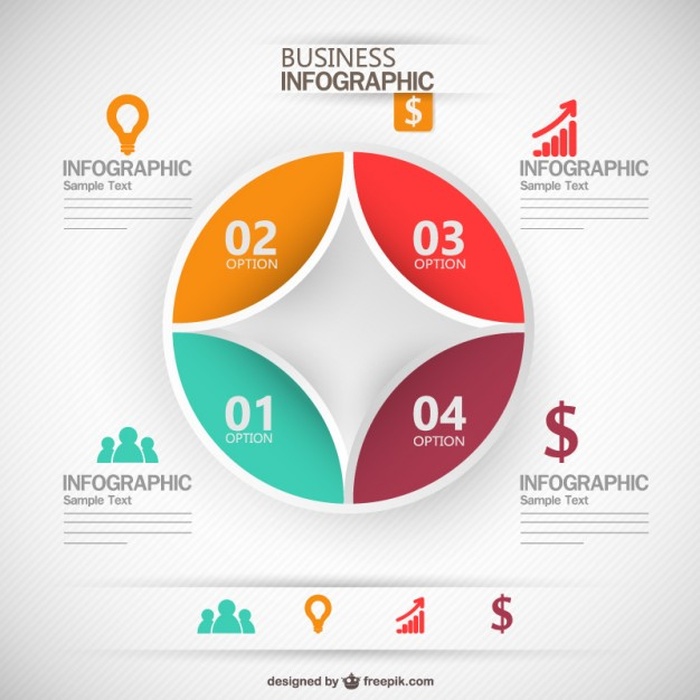 BUSINESS
INFOGRAPHIC
$
INFOGRAPHIC
Sample Text
INFOGRAPHIC
Sample Text
02
OPTION
03
OPTION
01
OPTION
04
OPTION
$
INFOGRAPHIC
Sample Text
INFOGRAPHIC
Sample Text
$
designed by freepik.com